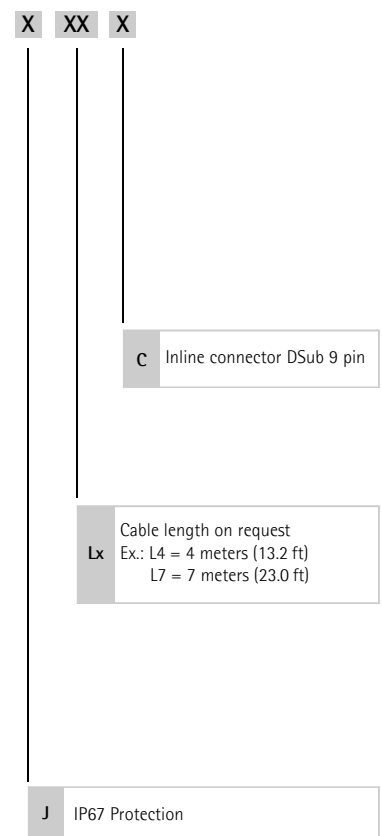 X XX X
C Inline connector DSub 9 pin
Cable length on request
Lx Ex.: L4 = 4 meters (13.2 ft)
L7 = 7 meters (23.0 ft)
J IP67 Protection